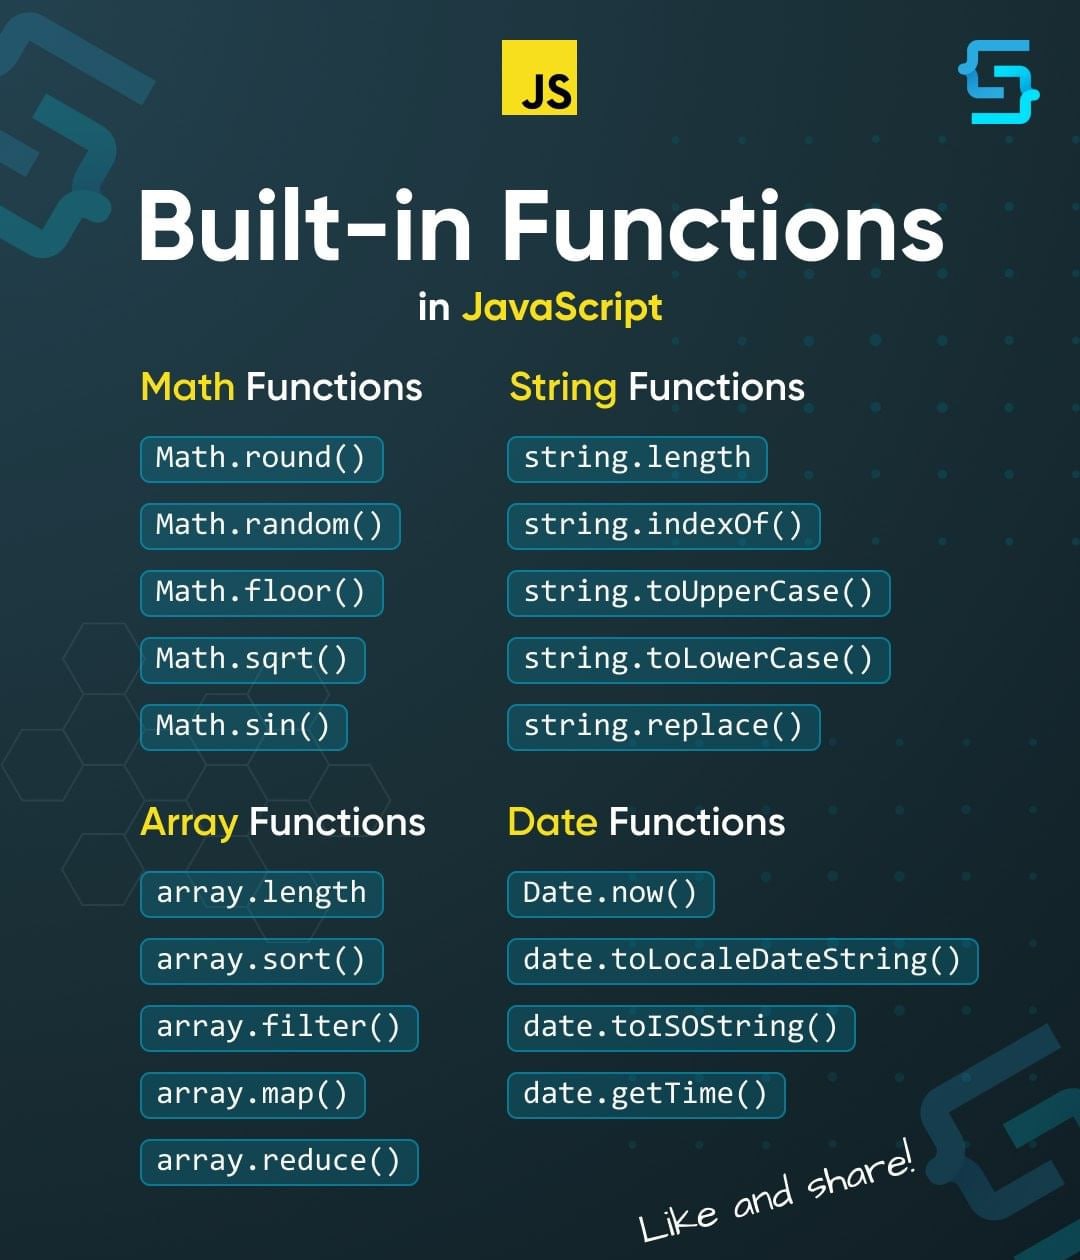 JS
Built-in Functions
in JavaScript
Math Functions
Math.round()
Math.random()
Math.floor()
Math.sqrt()
Math.sin()
String Functions
string.length
string.indexOf()
string.toUpperCase()
string.toLowerCase()
string.replace()
Array Functions
array.length
array.sort()
array.filter()
array.map()
array.reduce()
Date Functions
Date.now()
date.toLocaleDateString()
date.toISOString()
date.getTime()
Like and share!